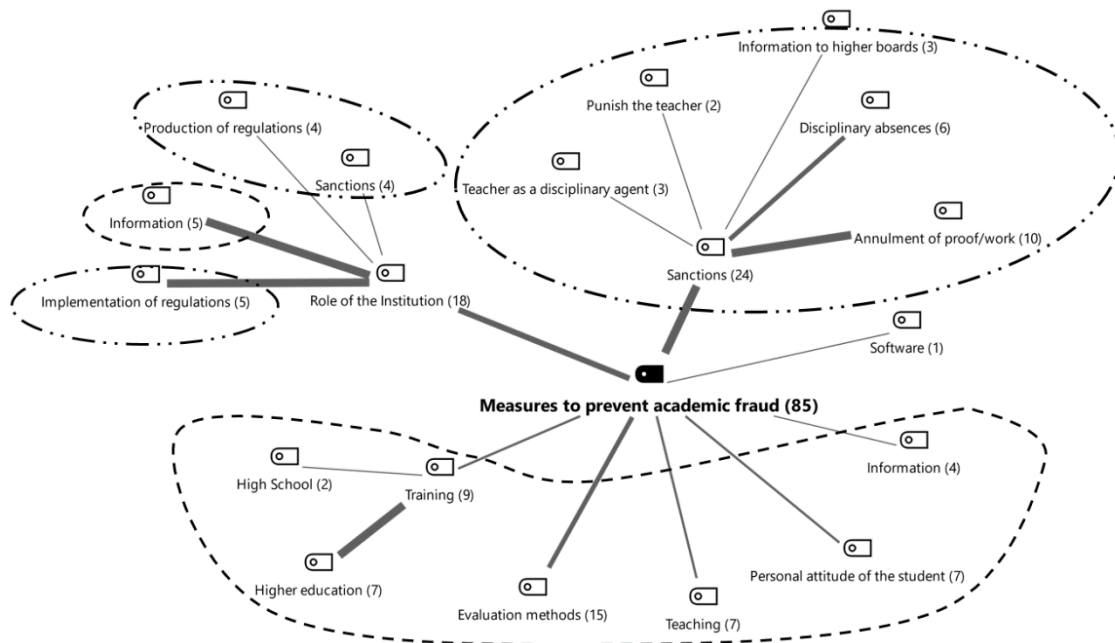 Information to higher boards (3)
Punish the teacher (2)
Production of regulations (4)
Disciplinary absences (6)
Sanctions (4)
Teacher as a disciplinary agent (3)
Information (5)
Annulment of proof/work (10)
Sanctions (24)
Implementation of regulations (5)
Role of the Institution (18)
Software (1)
Measures to prevent academic fraud (85)
Information (4)
High School (2)
Training (9)
Higher education (7)
Personal attitude of the student (7)
Evaluation methods (15)
Teaching (7)